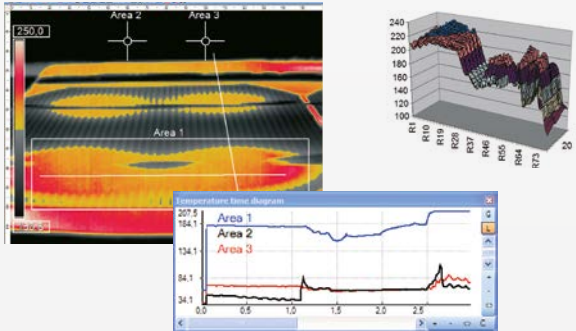 Area 2
Area 3
250,0
Area 1
240
220
200
180
160
140
120
100
R1
R10
R19
R28
R37
R46
R55
R64
R73
20
Temperature time diagram
207,5
184,1
134,1
84,1
34,1
Area 1
Area 2
Area 3
0,0
0,5
1,0
1,5
2,0
2,5
C
L
C